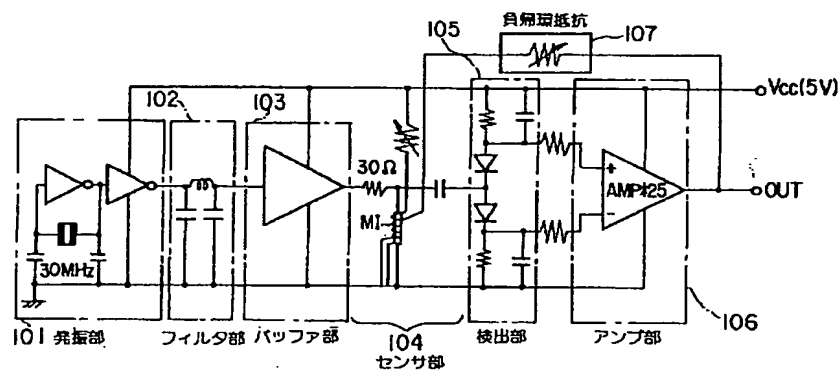 負帰還抵抗
105
107
Vcc(5V)
102
103
30Ω
MI
AMP*25
OUT
30MHz
101 発振部
フィルタ部
バッファ部
104
センサ部
検出部
アンプ部
106